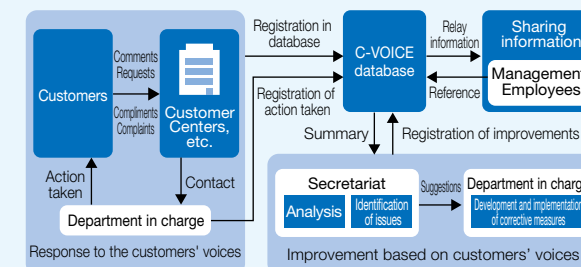 Customers
Comments
Requests
Compliments
Complaints
Customer
Centers,
etc.
Action
taken
Contact
Department in charge
Response to the customers' voices
Registration in
database
Registration of
action taken
C-VOICE
database
Relay
information
Reference
Sharing
information
Management
Employees
Summary
Registration of improvements
Secretariat
Analysis
Identification
of issues
Suggestions
Department in charg
Development and implementation
of corrective measures
Improvement based on customers' voices